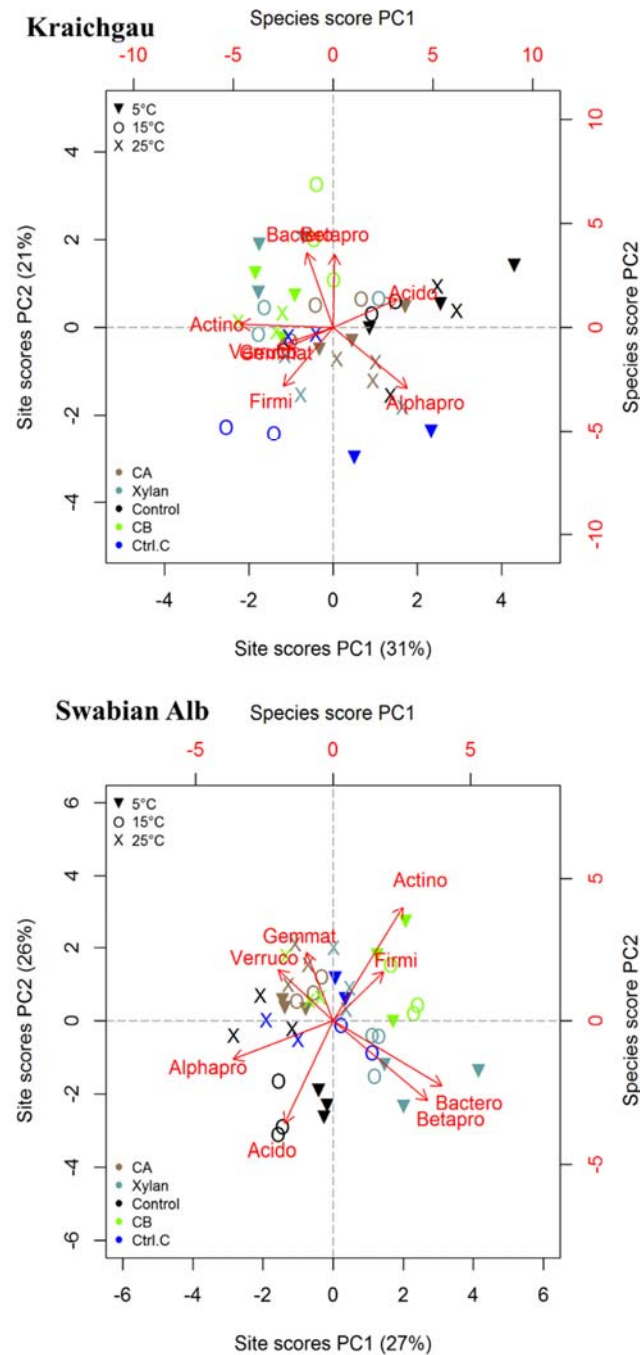 Kraichgau
Species score PC1
-10 -5 0 5 10
5°C
15°C
25°C
Bactero
Betapro
Acido
Actino
Verruco
Gemmat
Firmi
Alphapro
CA
Xylan
Control
CB
Ctrl.C
4
2
0
-2
-4
Site scores PC2 (21%)
10
5
0
-5
-10
Species score PC2
-4 -2 0 2 4
Site scores PC1 (31%)
Swabian Alb
Species score PC1
-5 0 5
5°C
15°C
25°C
Actino
Gemmat
Verruco
Firmi
Alphapro
Bactero
Betapro
Acido
CA
Xylan
Control
CB
Ctrl.C
6
4
2
0
-2
-4
-6
Site scores PC2 (26%)
5
0
-5
Species score PC2
-6 -4 -2 0 2 4 6
Site scores PC1 (27%)